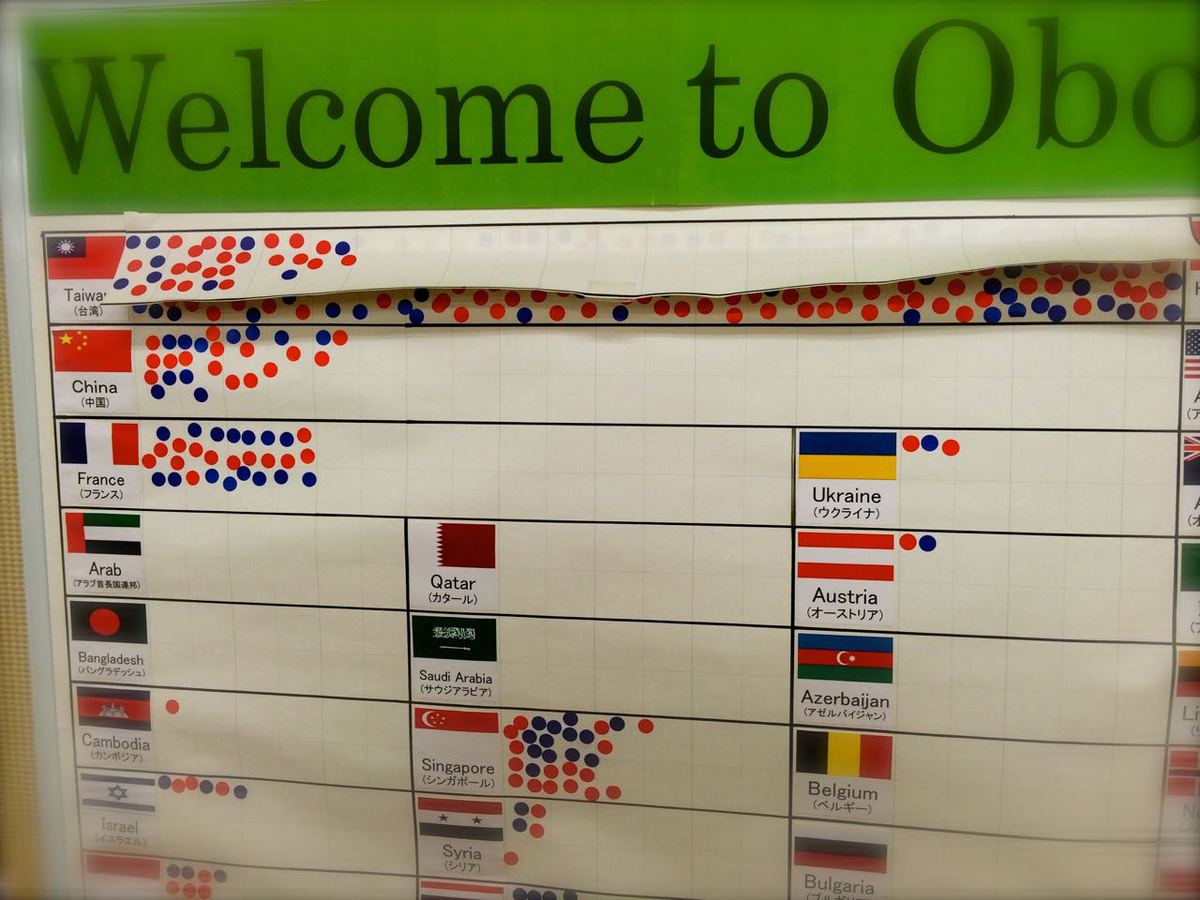 Welcome to Obo
Taiwa
(台湾)
China
(中国)
France
(フランス)
Ukraine
(ウクライナ)
Arab
(アラブ首長国連邦)
Qatar
(カタール)
Austria
(オーストリア)
Bangladesh
(バングラデッシュ)
Saudi Arabia
(サウジアラビア)
Azerbaijan
(アゼルバイジャン)
Cambodia
(カンボジア)
Singapore
(シンガポール)
Belgium
(ベルギー)
Israel
(イスラエル)
Syria
(シリア)
Bulgaria